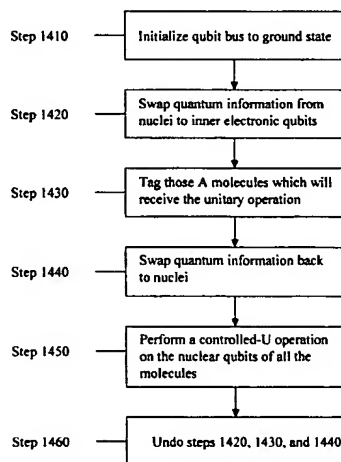 Step 1410
Initialize qubit bus to ground state
Step 1420
Swap quantum information from
nuclei to inner electronic qubits
Step 1430
Tag those A molecules which will
receive the unitary operation
Step 1440
Swap quantum information back
to nuclei
Step 1450
Perform a controlled-U operation
on the nuclear qubits of all the
molecules
Step 1460
Undo steps 1420, 1430, and 1440